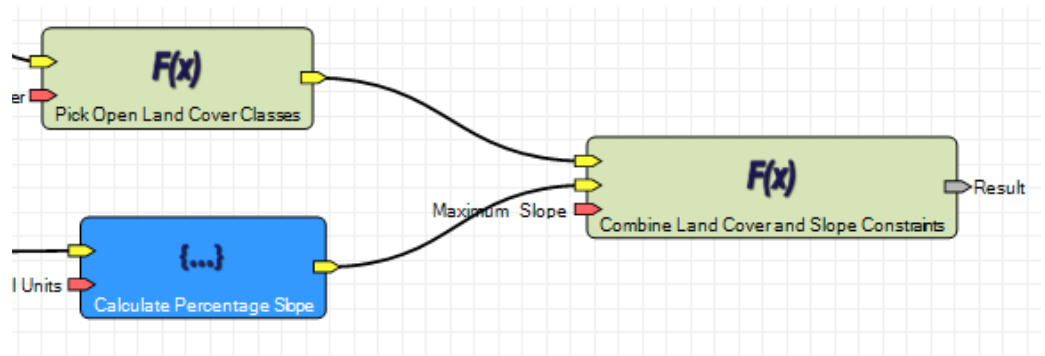 F(x)
er
Pick Open Land Cover Classes
F(x)
Result
Maximum Slope
Combine Land Cover and Slope Constraints
{...}
l Units
Calculate Percentage Slope